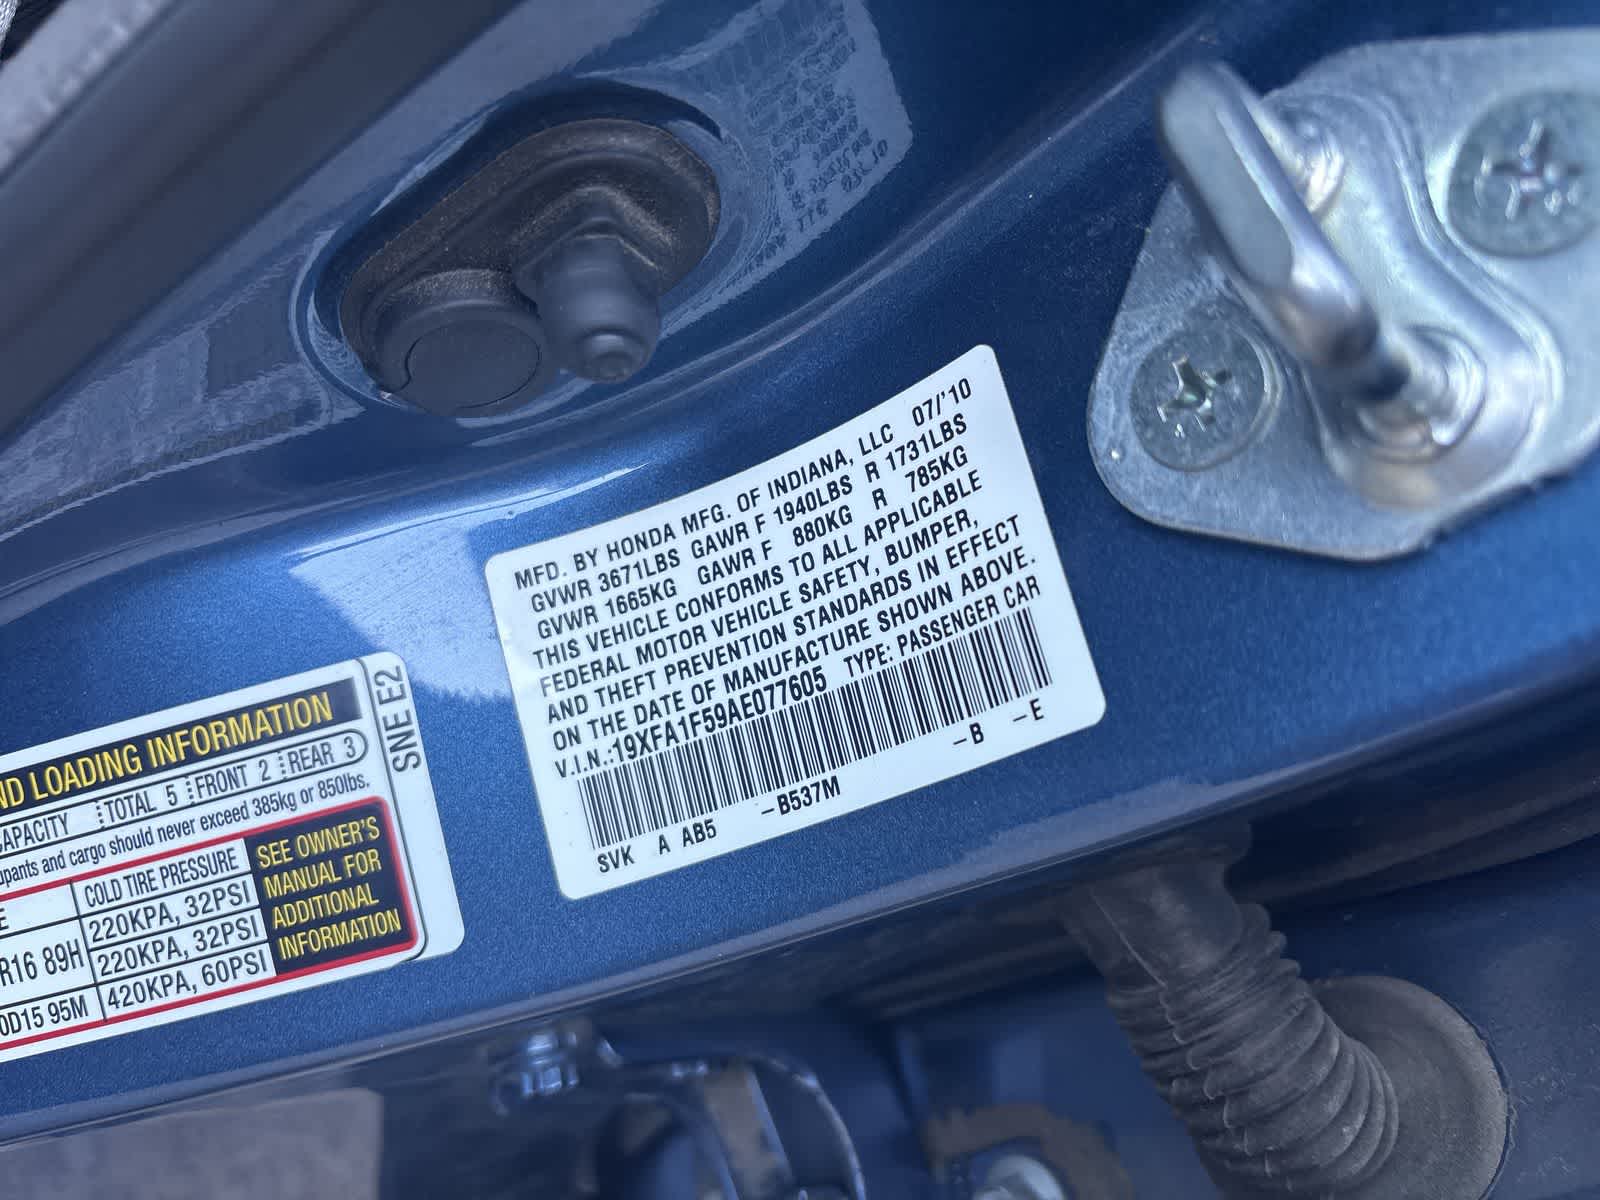 MFD. BY HONDA MFG. OF INDIANA, LLC 07/'10
GVWR 3671LBS GAWR F 1940LBS R 1731LBS
GVWR 1665KG GAWR F 880KG R 785KG
THIS VEHICLE CONFORMS TO ALL APPLICABLE
FEDERAL MOTOR VEHICLE SAFETY, BUMPER,
AND THEFT PREVENTION STANDARDS IN EFFECT
ON THE DATE OF MANUFACTURE SHOWN ABOVE.
V.I.N.:19XFA1F59AE077605 TYPE: PASSENGER CAR
SVK A AB5 -B537M -B -E
ND LOADING INFORMATION
SNE E2
CAPACITY TOTAL 5 FRONT 2 REAR 3
upants and cargo should never exceed 385kg or 850lbs.
E COLD TIRE PRESSURE
220KPA, 32PSI
R16 89H 220KPA, 32PSI
0D15 95M 420KPA, 60PSI
SEE OWNER'S
MANUAL FOR
ADDITIONAL
INFORMATION